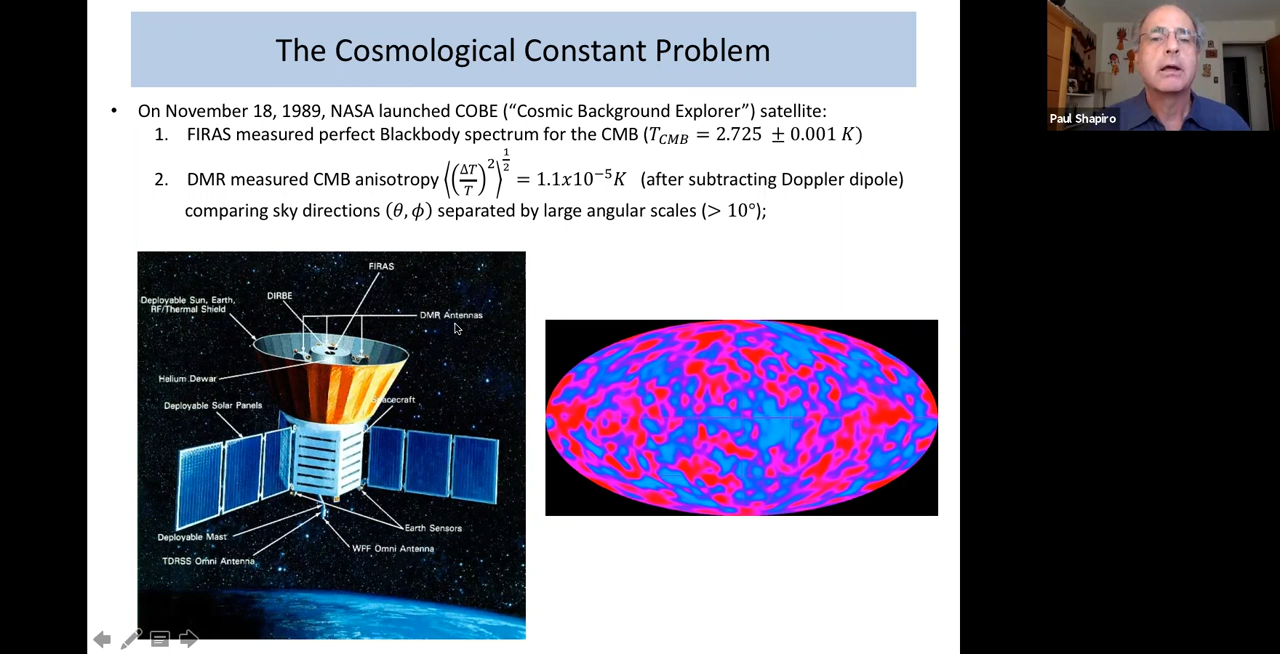 The Cosmological Constant Problem
• On November 18, 1989, NASA launched COBE (“Cosmic Background Explorer”) satellite:
1. FIRAS measured perfect Blackbody spectrum for the CMB (T_CMB = 2.725 ± 0.001 K)
2. DMR measured CMB anisotropy ⟨(ΔT/T)²⟩^(1/2) = 1.1x10⁻⁵K (after subtracting Doppler dipole)
comparing sky directions (θ, ϕ) separated by large angular scales (> 10°);
FIRAS
DIRBE
Deployable Sun, Earth,
RF/Thermal Shield
DMR Antennas
Helium Dewar
Spacecraft
Deployable Solar Panels
Earth Sensors
Deployable Mast
WFF Omni Antenna
TDRSS Omni Antenna
Paul Shapiro